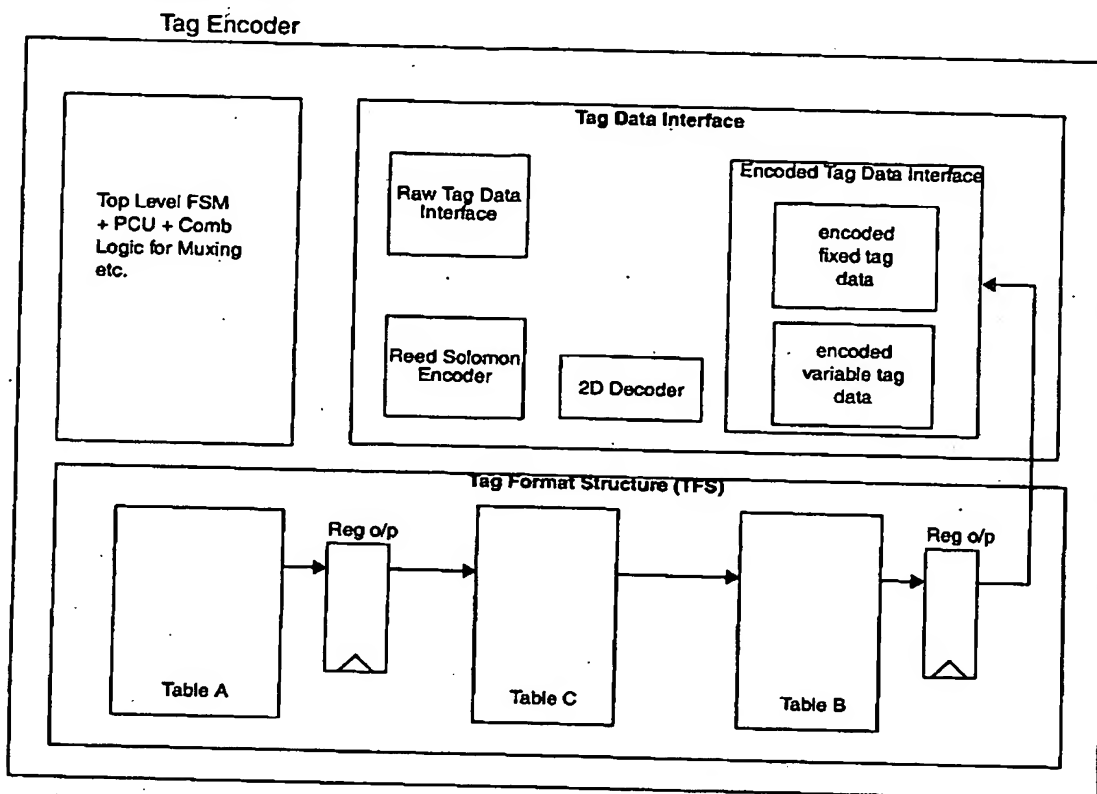 Tag Encoder
Tag Data Interface
Top Level FSM
+ PCU + Comb
Logic for Muxing
etc.
Raw Tag Data
Interface
Encoded Tag Data Interface
encoded
fixed tag
data
Reed Solomon
Encoder
2D Decoder
encoded
variable tag
data
Tag Format Structure (TFS)
Reg o/p
Reg o/p
Table A
Table C
Table B